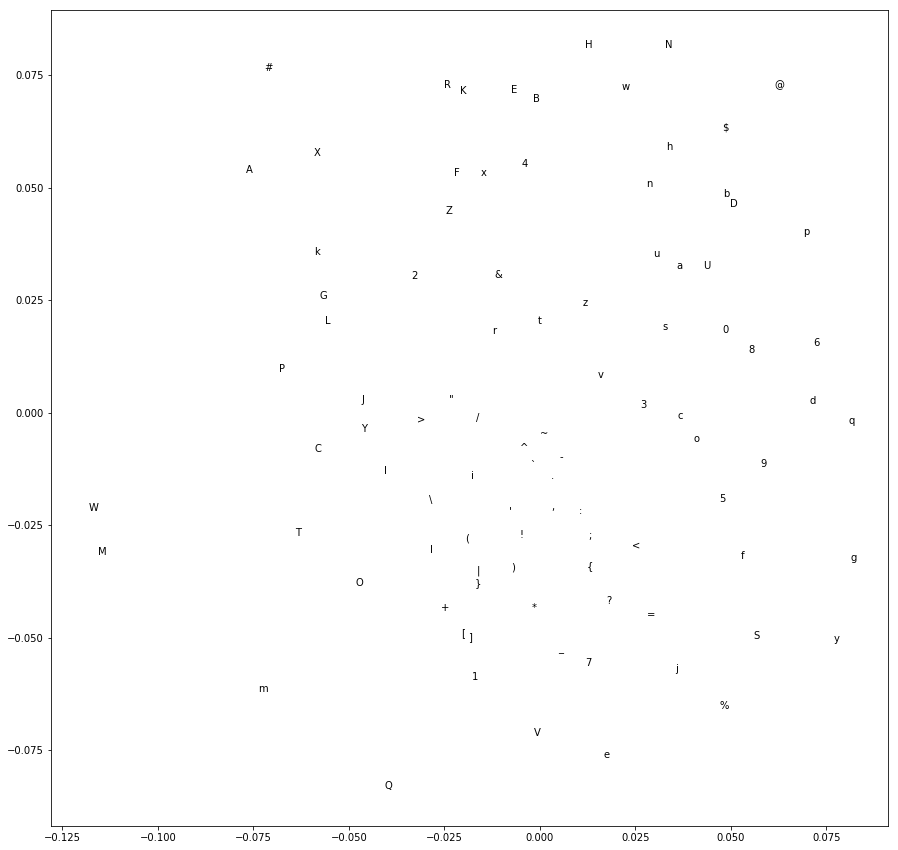 H N
#
R K E B w @
$
h
X
4
A F x
n
b
D
Z
p
k u
a U
2 &
G
z
L t
r s 0
6
8
P
v
J " d
3
> / c q
Y ~
o
C ^
` -
9
I i .
\ 5
W ' , :
T ( ! ;
l <
M f g
| ) {
O }
?
+ * =
[ ] S y
_
7
1 j
m
%
V
e
Q
0.075
0.050
0.025
0.000
−0.025
−0.050
−0.075
−0.125 −0.100 −0.075 −0.050 −0.025 0.000 0.025 0.050 0.075